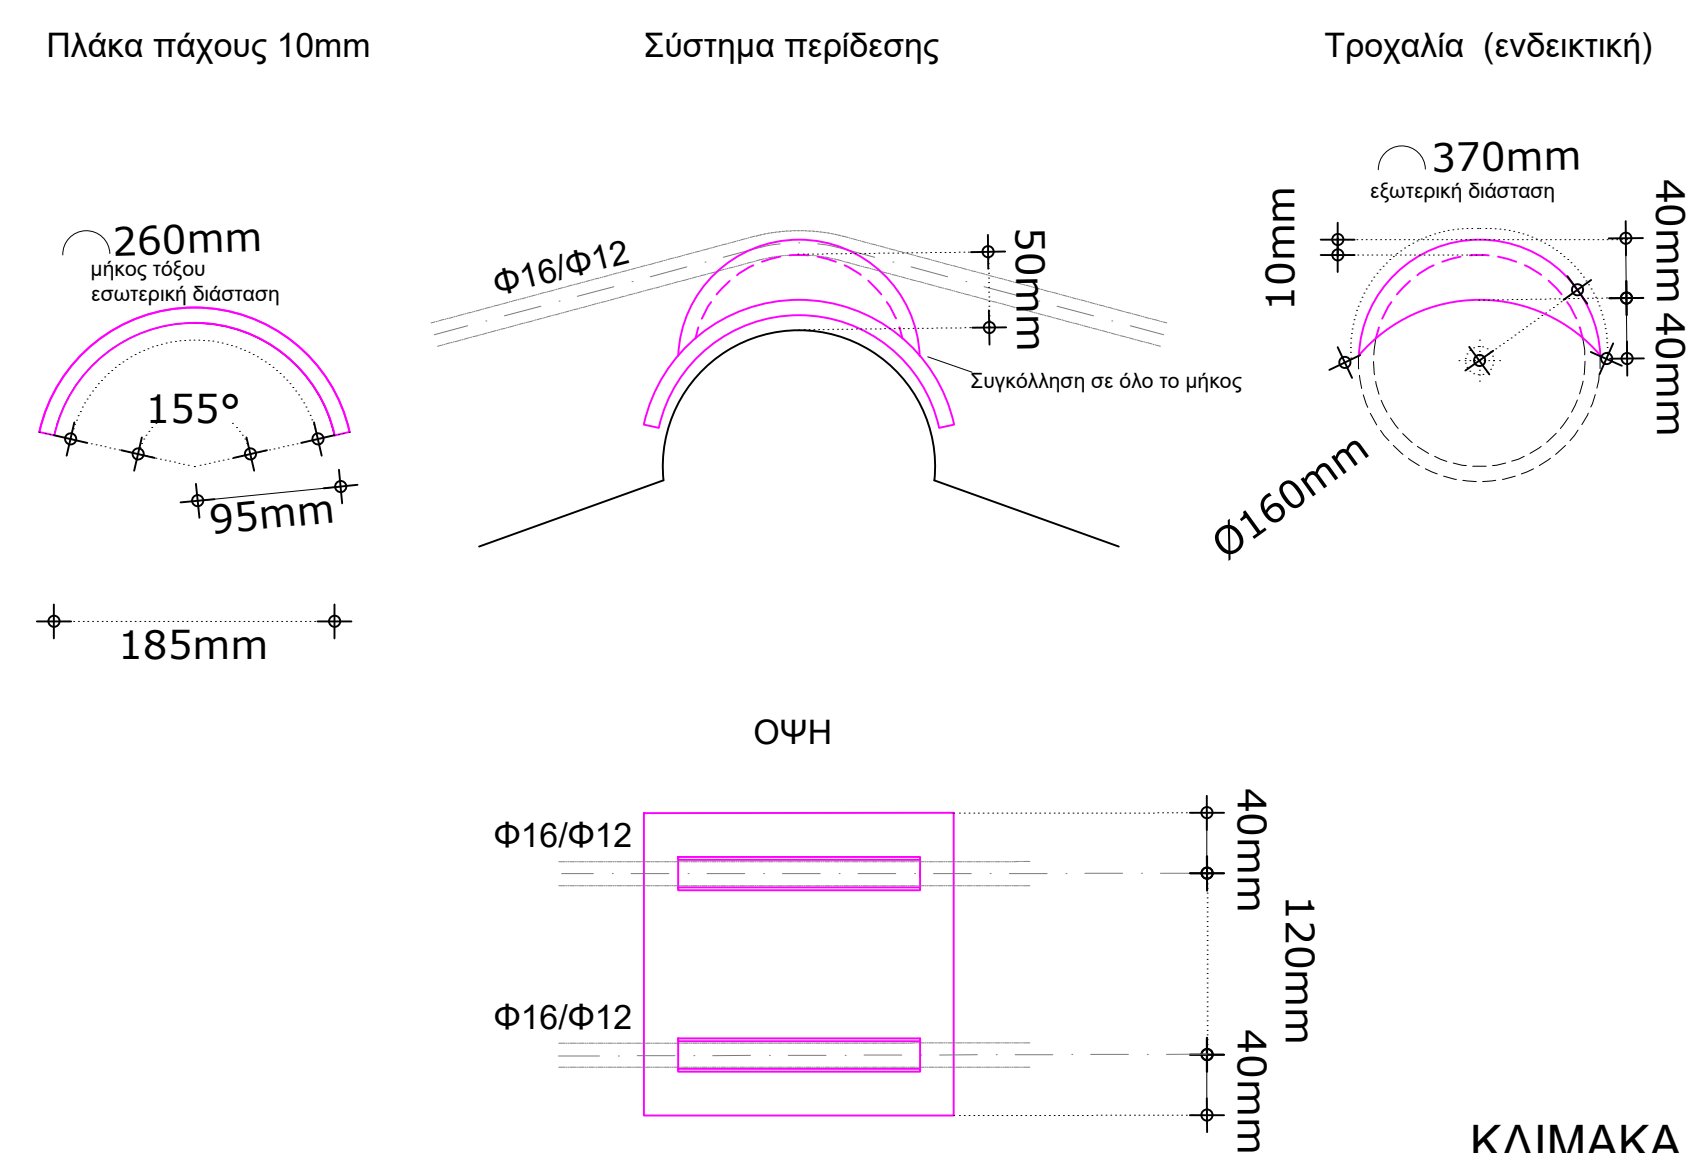 Πλάκα πάχους 10mm
Σύστημα περίδεσης
Τροχαλία (ενδεικτική)
260mm
μήκος τόξου
εσωτερική διάσταση
155°
95mm
185mm
Φ16/Φ12
50mm
Συγκόλληση σε όλο το μήκος
370mm
εξωτερική διάσταση
10mm
40mm
40mm
Ø160mm
ΟΨΗ
Φ16/Φ12
40mm
120mm
Φ16/Φ12
40mm
ΚΛΙΜΑΚΑ